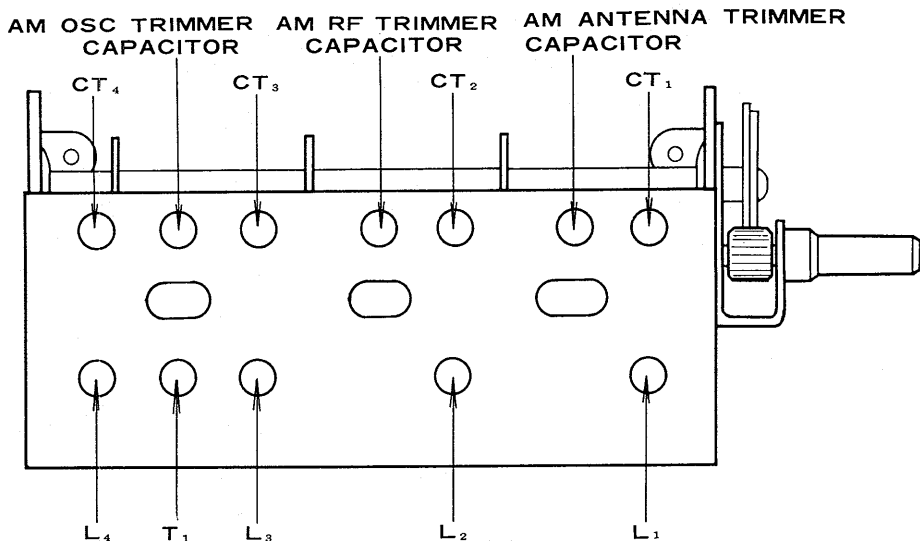 AM OSC TRIMMER
CAPACITOR
AM RF TRIMMER
CAPACITOR
AM ANTENNA TRIMMER
CAPACITOR
CT₄
CT₃
CT₂
CT₁
L₄
T₁
L₃
L₂
L₁